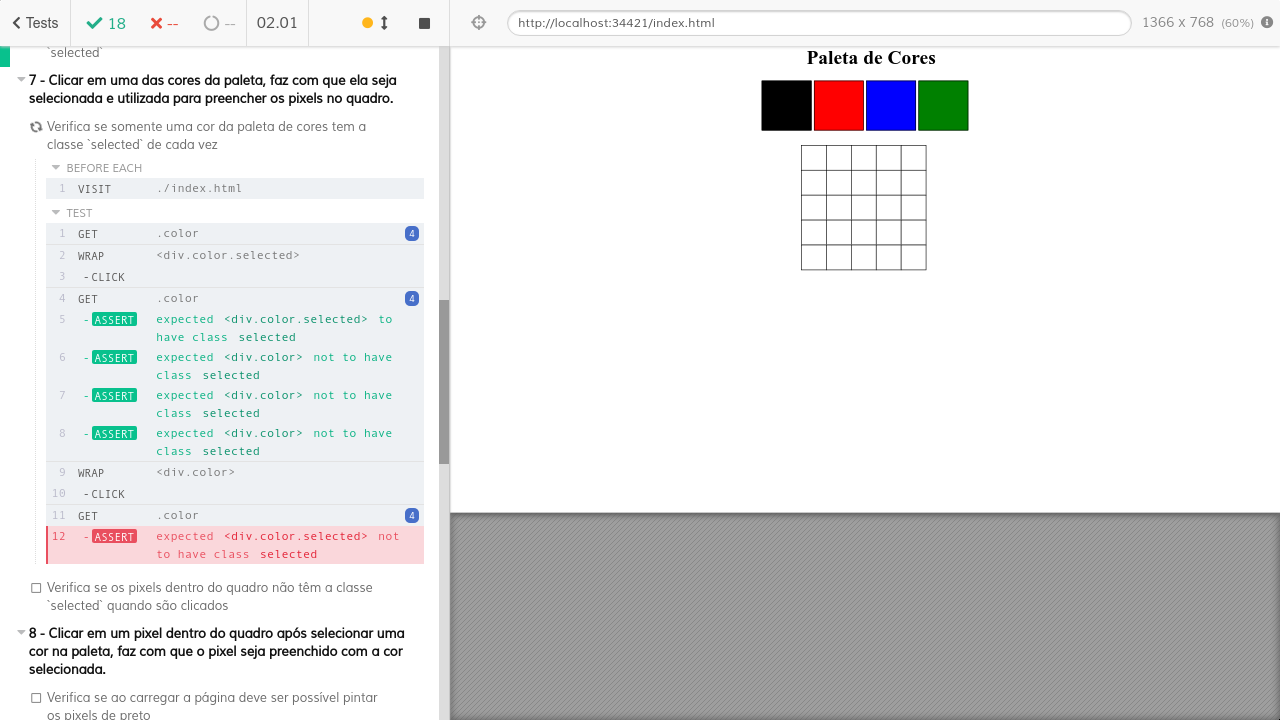 Tests
18
--
--
02.01
http://localhost:34421/index.html
1366 x 768 (60%)
`selected`
7 - Clicar em uma das cores da paleta, faz com que ela seja
selecionada e utilizada para preencher os pixels no quadro.
Verifica se somente uma cor da paleta de cores tem a
classe `selected` de cada vez
BEFORE EACH
1 VISIT ./index.html
TEST
1 GET .color 4
2 WRAP <div.color.selected>
3 -CLICK
4 GET .color 4
5 -ASSERT expected <div.color.selected> to
have class selected
6 -ASSERT expected <div.color> not to have
class selected
7 -ASSERT expected <div.color> not to have
class selected
8 -ASSERT expected <div.color> not to have
class selected
9 WRAP <div.color>
10 -CLICK
11 GET .color 4
12 -ASSERT expected <div.color.selected> not
to have class selected
Verifica se os pixels dentro do quadro não têm a classe
`selected` quando são clicados
8 - Clicar em um pixel dentro do quadro após selecionar uma
cor na paleta, faz com que o pixel seja preenchido com a cor
selecionada.
Verifica se ao carregar a página deve ser possível pintar
os pixels de preto
Paleta de Cores